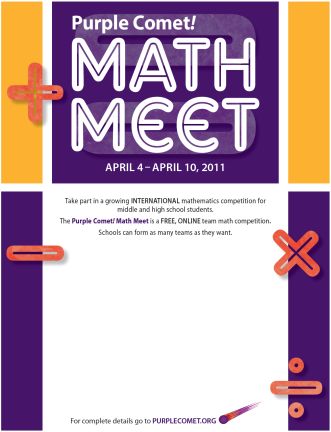 Purple Comet!
MATH
MEET
APRIL 4–APRIL 10, 2011
Take part in a growing INTERNATIONAL mathematics competition for
middle and high school students.
The Purple Comet! Math Meet is a FREE, ONLINE team math competition.
Schools can form as many teams as they want.
For complete details go to PURPLECOMET.ORG